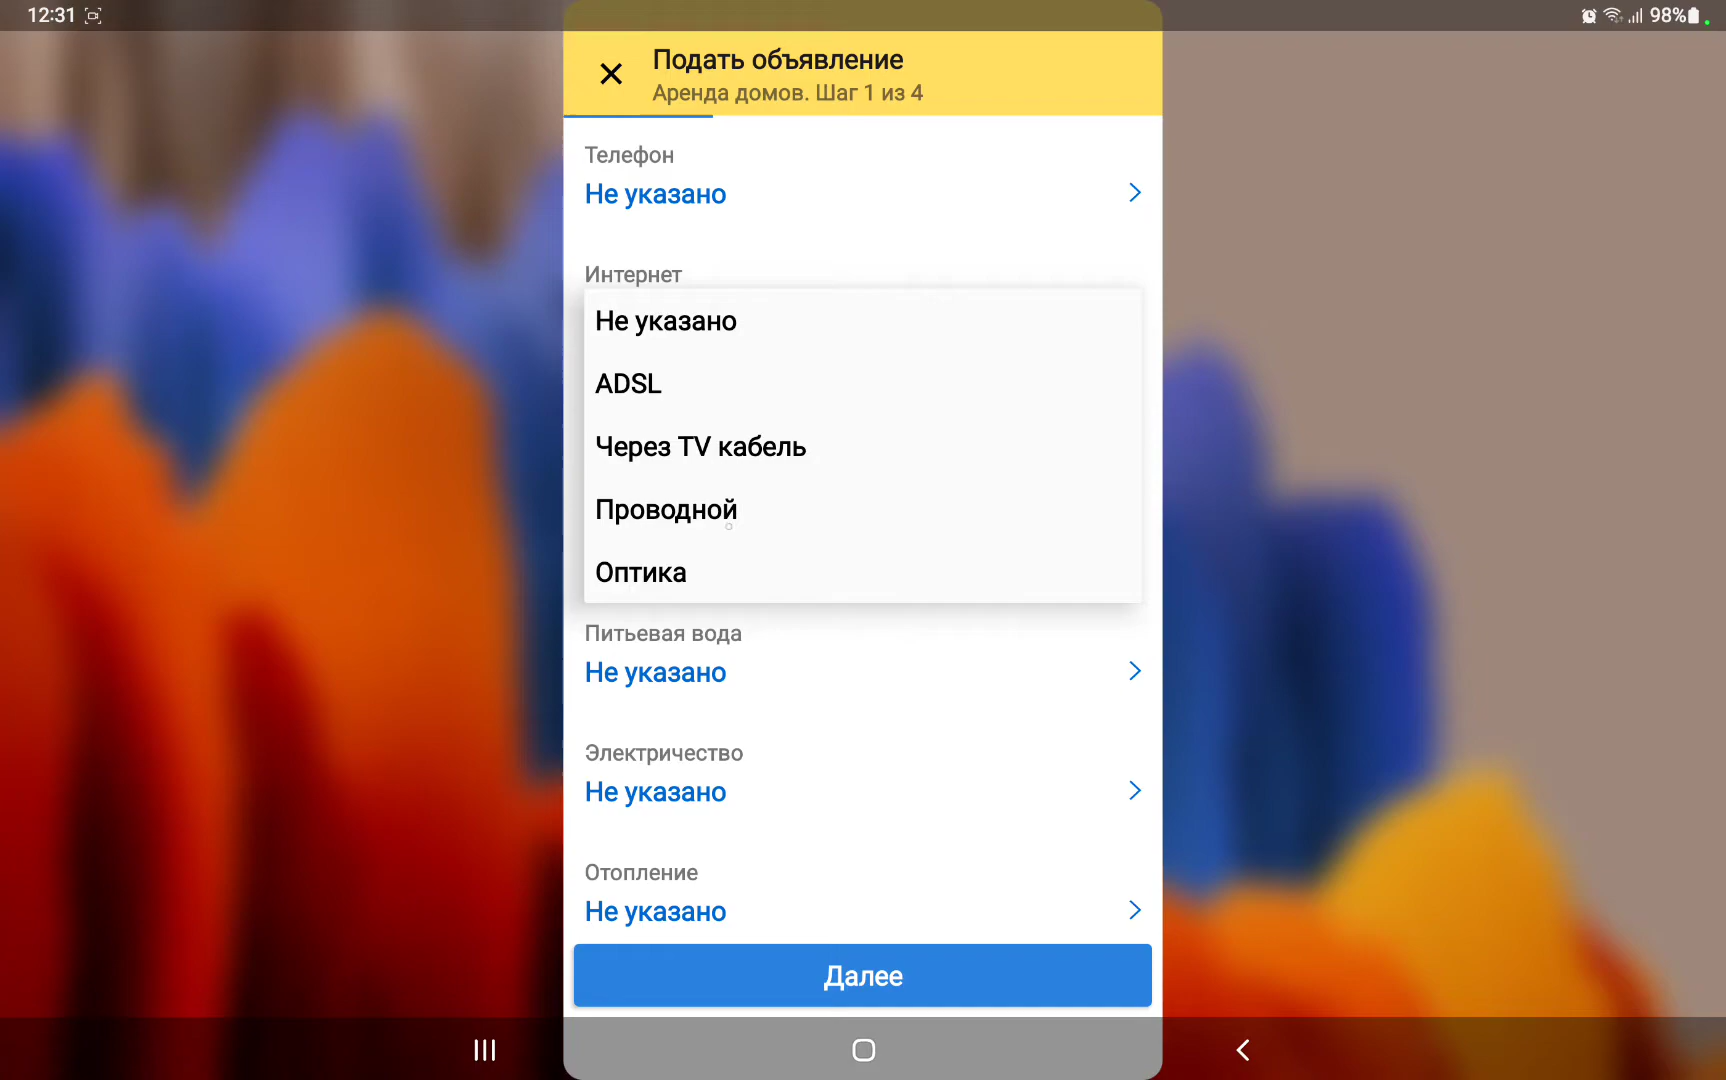 12:31
98%
Подать объявление
Аренда домов. Шаг 1 из 4
Телефон
Не указано
Интернет
Не указано
ADSL
Через TV кабель
Проводной
Оптика
Питьевая вода
Не указано
Электричество
Не указано
Отопление
Не указано
Далее